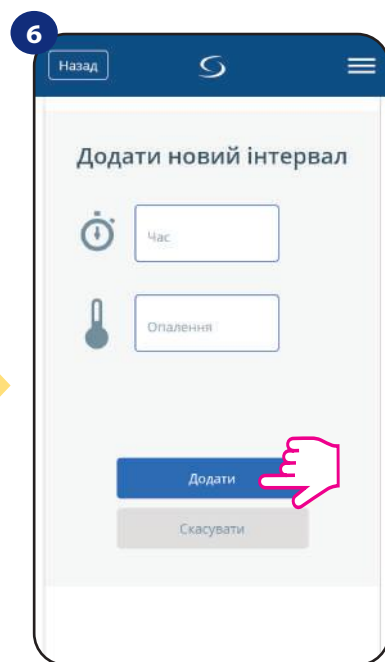 6
Назад
Додати новий інтервал
Час
Опалення
Додати
Скасувати